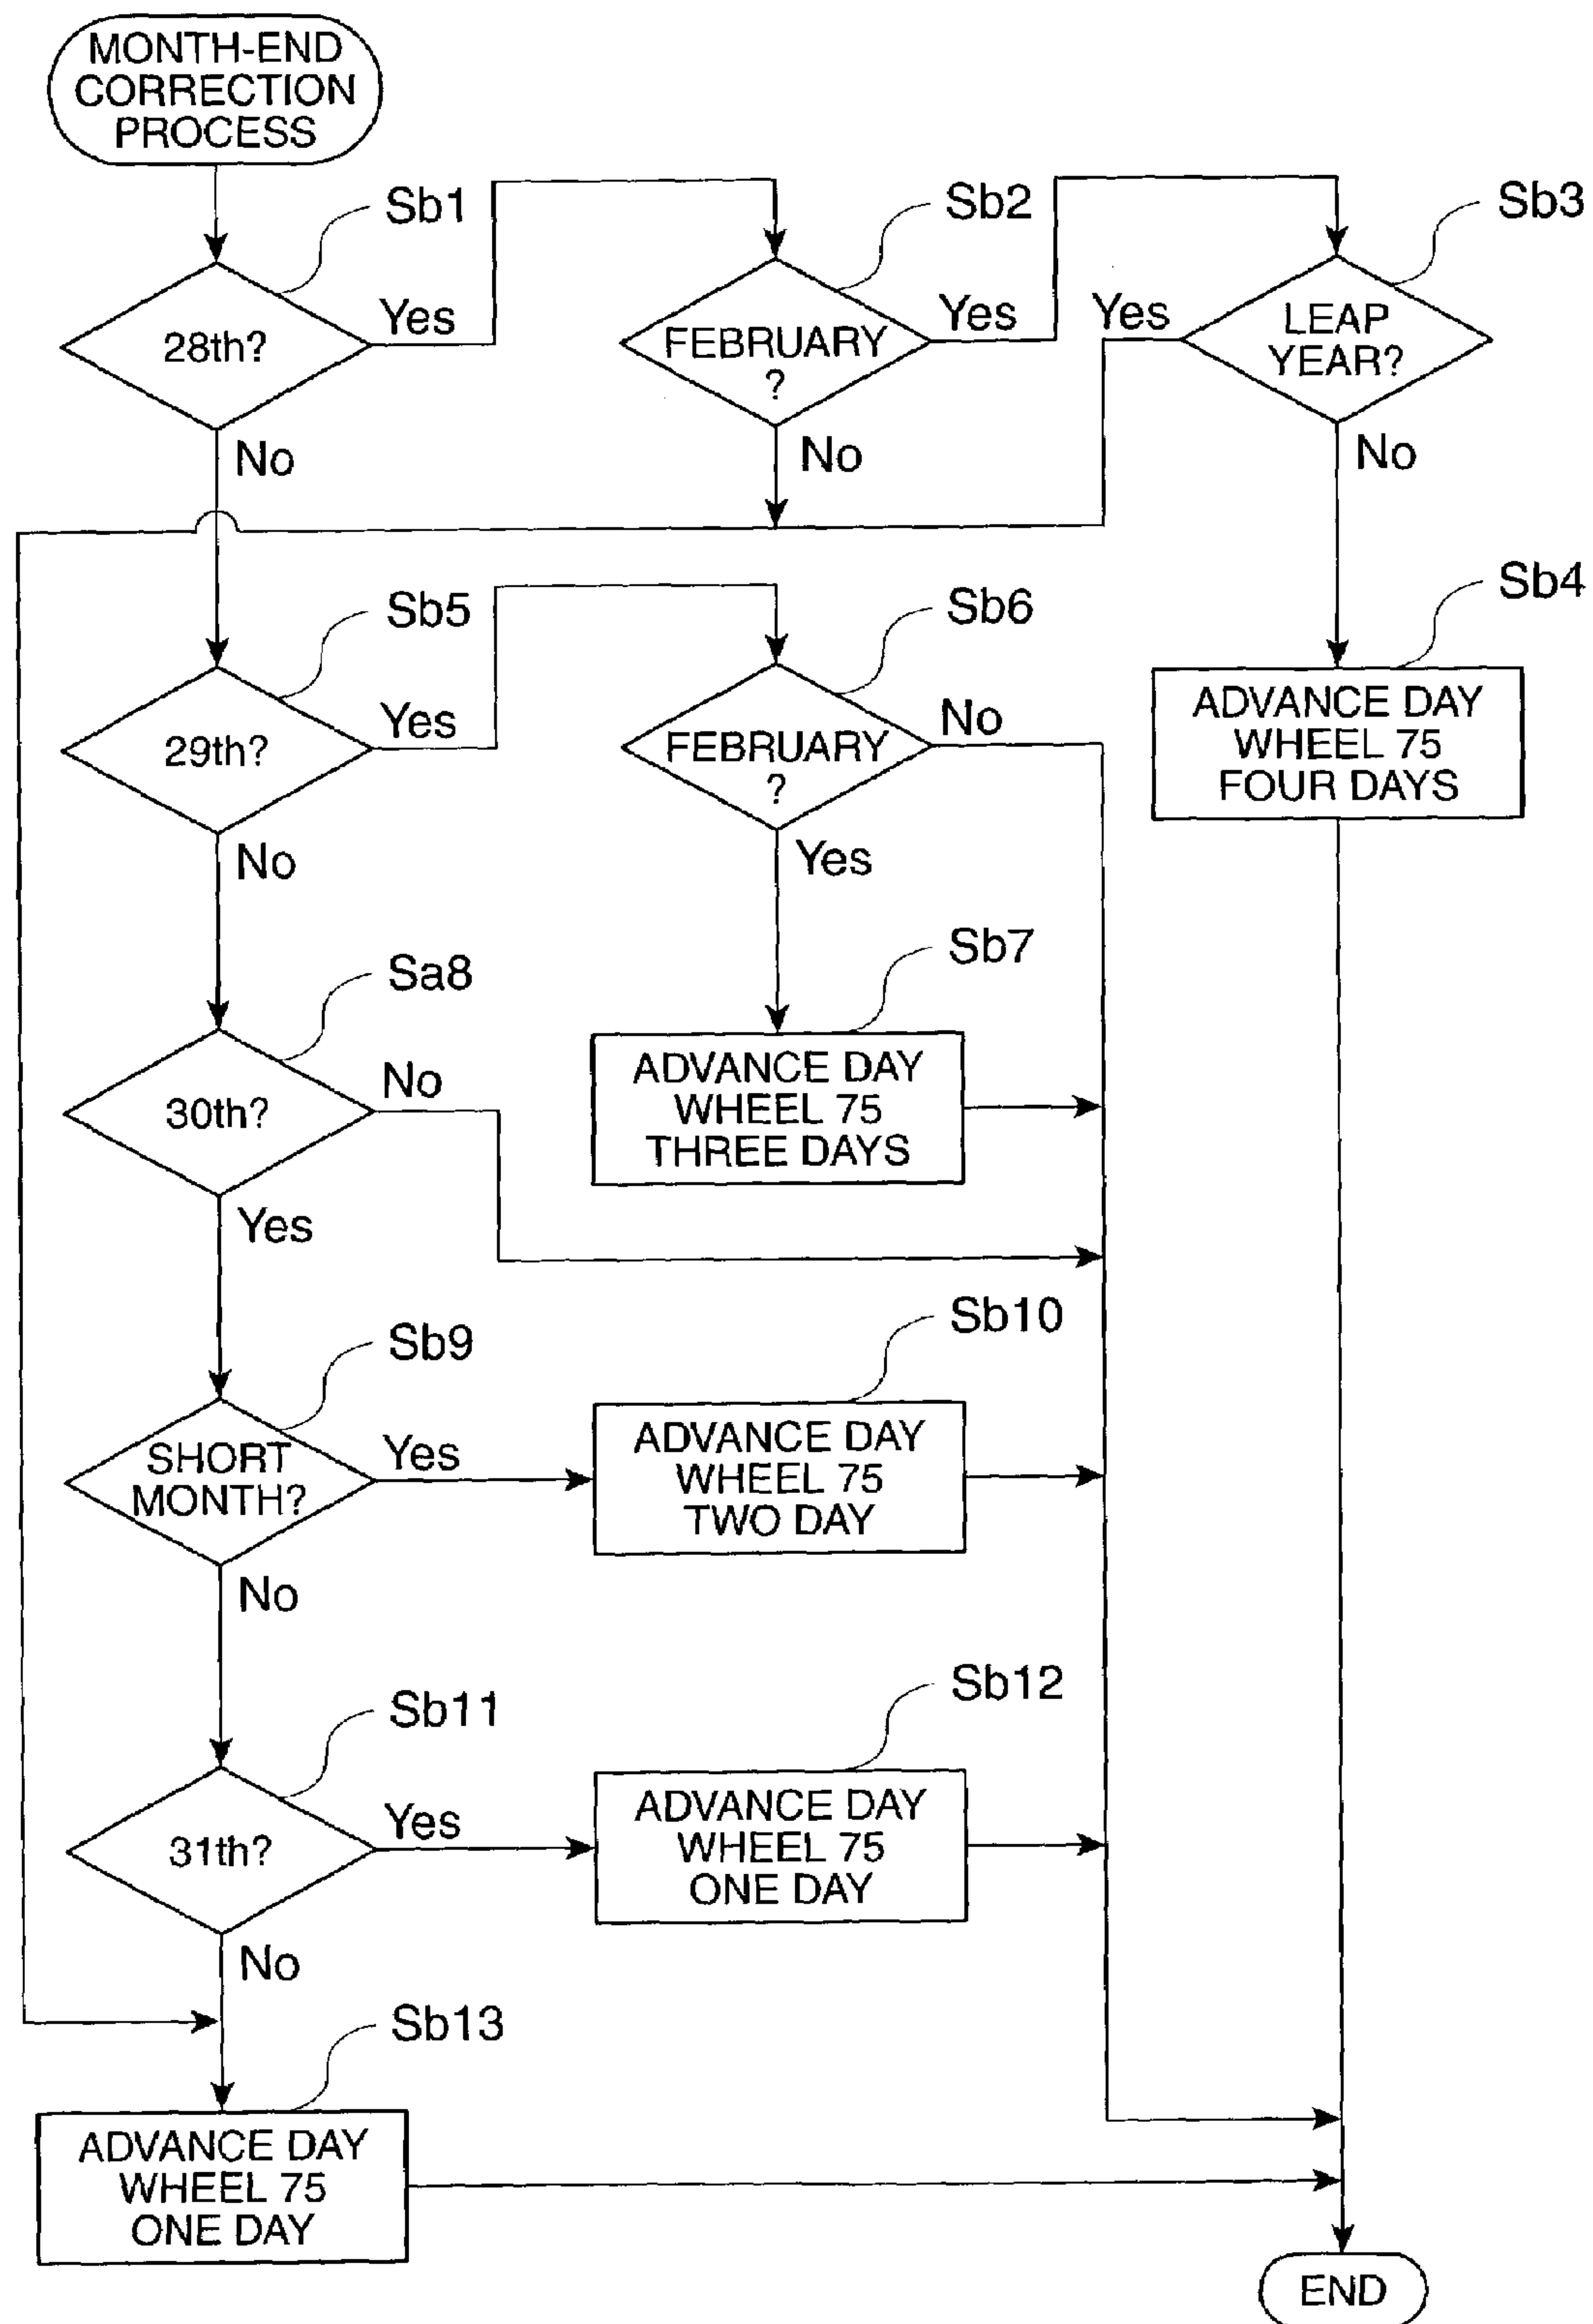 MONTH-END
CORRECTION
PROCESS
Sb1
Sb2
Sb3
28th?
Yes
FEBRUARY
?
Yes
Yes
LEAP
YEAR?
No
No
No
Sb5
Sb6
Sb4
29th?
Yes
FEBRUARY
?
No
ADVANCE DAY
WHEEL 75
FOUR DAYS
No
Yes
Sa8
Sb7
30th?
No
ADVANCE DAY
WHEEL 75
THREE DAYS
Yes
Sb9
Sb10
SHORT
MONTH?
Yes
ADVANCE DAY
WHEEL 75
TWO DAY
No
Sb11
Sb12
31th?
Yes
ADVANCE DAY
WHEEL 75
ONE DAY
No
Sb13
ADVANCE DAY
WHEEL 75
ONE DAY
END